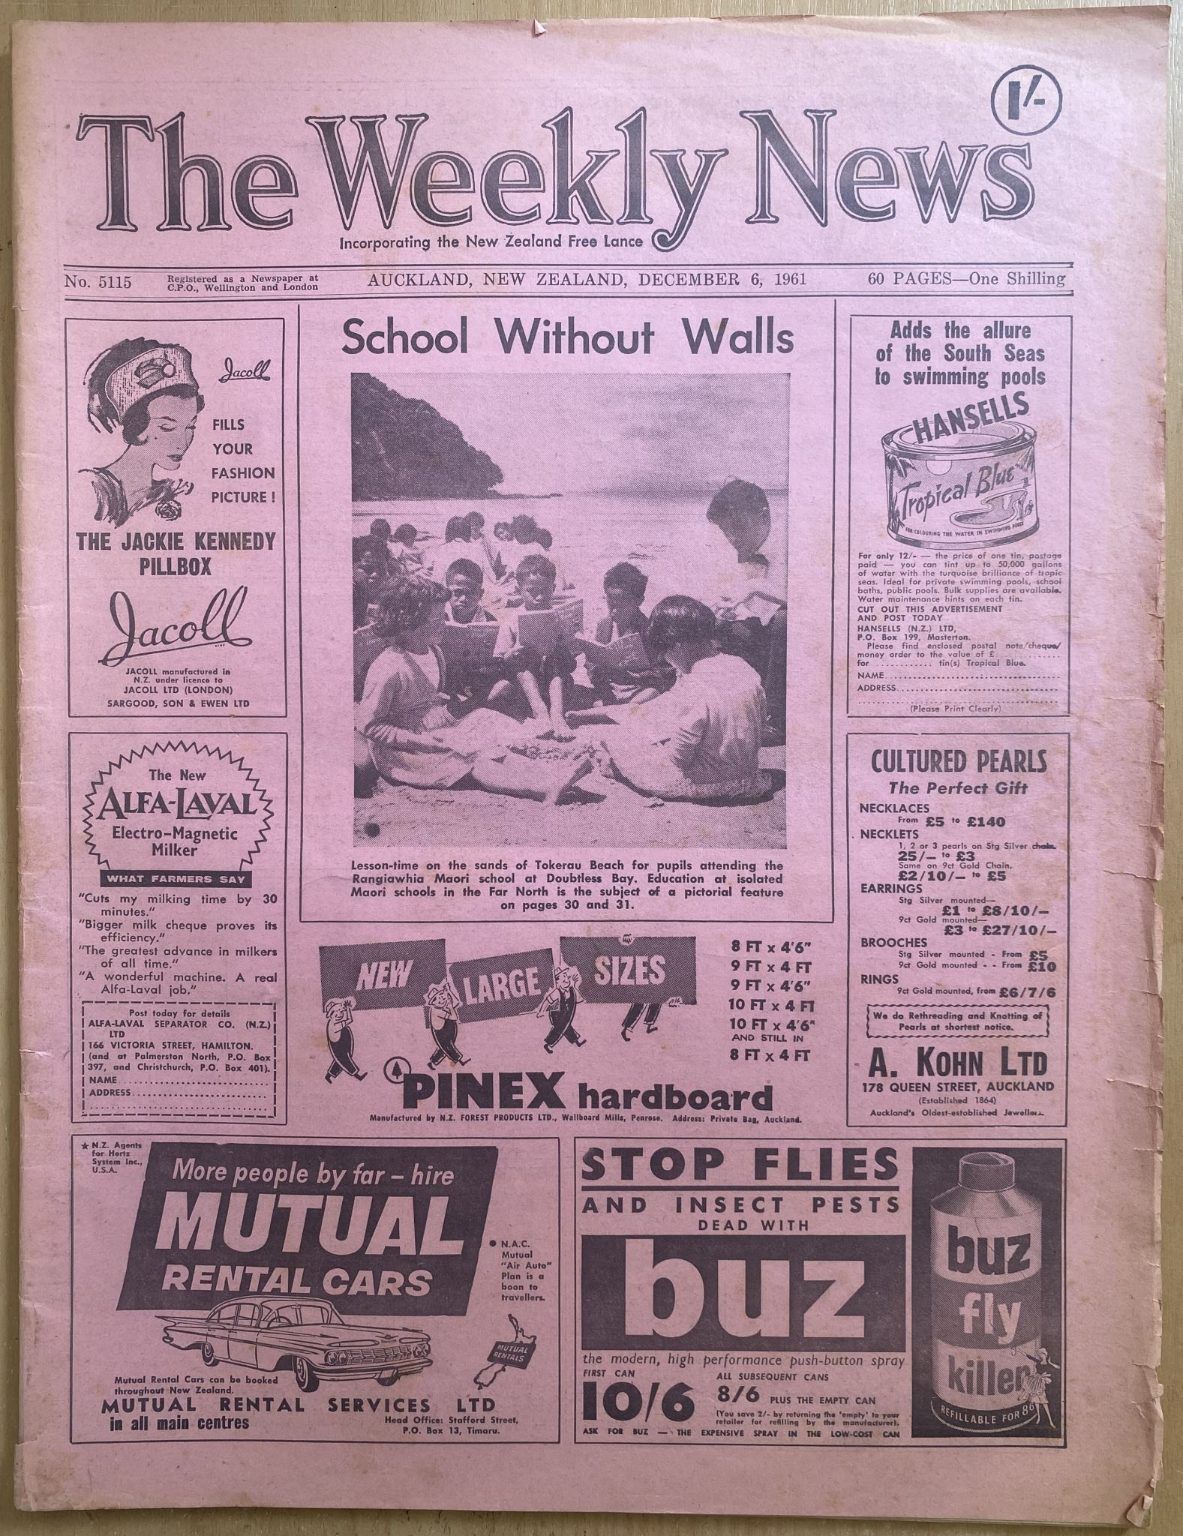 1/-
The Weekly News
Incorporating the New Zealand Free Lance
No. 5115
Registered as a Newspaper at
C.P.O., Wellington and London
AUCKLAND, NEW ZEALAND, DECEMBER 6, 1961
60 PAGES—One Shilling
Jacoll
FILLS
YOUR
FASHION
PICTURE !
THE JACKIE KENNEDY
PILLBOX
Jacoll
JACOLL manufactured in
N.Z. under licence to
JACOLL LTD (LONDON)
SARGOOD, SON & EWEN LTD
The New
ALFA-LAVAL
Electro-Magnetic
Milker
WHAT FARMERS SAY
"Cuts my milking time by 30
minutes."
"Bigger milk cheque proves its
efficiency."
"The greatest advance in milkers
of all time."
"A wonderful machine. A real
Alfa-Laval job."
Post today for details
ALFA-LAVAL SEPARATOR CO. (N.Z.)
LTD
166 VICTORIA STREET, HAMILTON.
(and at Palmerston North, P.O. Box
397, and Christchurch, P.O. Box 401).
NAME
ADDRESS
School Without Walls
Lesson-time on the sands of Tokerau Beach for pupils attending the
Rangiawhia Maori school at Doubtless Bay. Education at isolated
Maori schools in the Far North is the subject of a pictorial feature
on pages 30 and 31.
Adds the allure
of the South Seas
to swimming pools
HANSELLS
Tropical Blue
FOR COLOURING THE WATER IN SWIMMING POOLS
For only 12/- — the price of one tin, postage
paid — you can tint up to 50,000 gallons
of water with the turquoise brilliance of tropic
seas. Ideal for private swimming pools, school
baths, public pools. Bulk supplies are available.
Water maintenance hints on each tin.
CUT OUT THIS ADVERTISEMENT
AND POST TODAY
HANSELLS (N.Z.) LTD,
P.O. Box 199, Masterton.
Please find enclosed postal note/cheque/
money order to the value of £
for ........... tin(s) Tropical Blue.
NAME
ADDRESS
(Please Print Clearly)
CULTURED PEARLS
The Perfect Gift
NECKLACES
From £5 to £140
NECKLETS
1, 2 or 3 pearls on Stg Silver chain.
25/- to £3
Same on 9ct Gold Chain.
£2/10/- to £5
EARRINGS
Stg Silver mounted—
£1 to £8/10/-
9ct Gold mounted—
£3 to £27/10/-
BROOCHES
Stg Silver mounted - From £5
9ct Gold mounted - - From £10
RINGS
9ct Gold mounted, from £6/7/6
We do Rethreading and Knotting of
Pearls at shortest notice.
A. KOHN LTD
178 QUEEN STREET, AUCKLAND
(Established 1864)
Auckland's Oldest-established Jewellers.
NEW LARGE SIZES
8 FT x 4'6"
9 FT x 4 FT
9 FT x 4'6"
10 FT x 4 FT
10 FT x 4'6"
AND STILL IN
8 FT x 4 FT
PINEX hardboard
Manufactured by N.Z. FOREST PRODUCTS LTD., Wallboard Mills, Penrose. Address: Private Bag, Auckland.
★ N.Z. Agents
for Hertz
System Inc.,
U.S.A.
More people by far – hire
MUTUAL
RENTAL CARS
• N.A.C.
Mutual
"Air Auto"
Plan is a
boon to
travellers.
MUTUAL
RENTALS
Mutual Rental Cars can be booked
throughout New Zealand.
MUTUAL RENTAL SERVICES LTD
in all main centres
Head Office: Stafford Street,
P.O. Box 13, Timaru.
STOP FLIES
AND INSECT PESTS
DEAD WITH
buz
the modern, high performance push-button spray
FIRST CAN
10/6
ALL SUBSEQUENT CANS
8/6 PLUS THE EMPTY CAN
(You save 2/- by returning the 'empty' to your
retailer for refilling by the manufacturer).
ASK FOR BUZ — THE EXPENSIVE SPRAY IN THE LOW-COST CAN
buz
fly
killer
REFILLABLE FOR 8/6